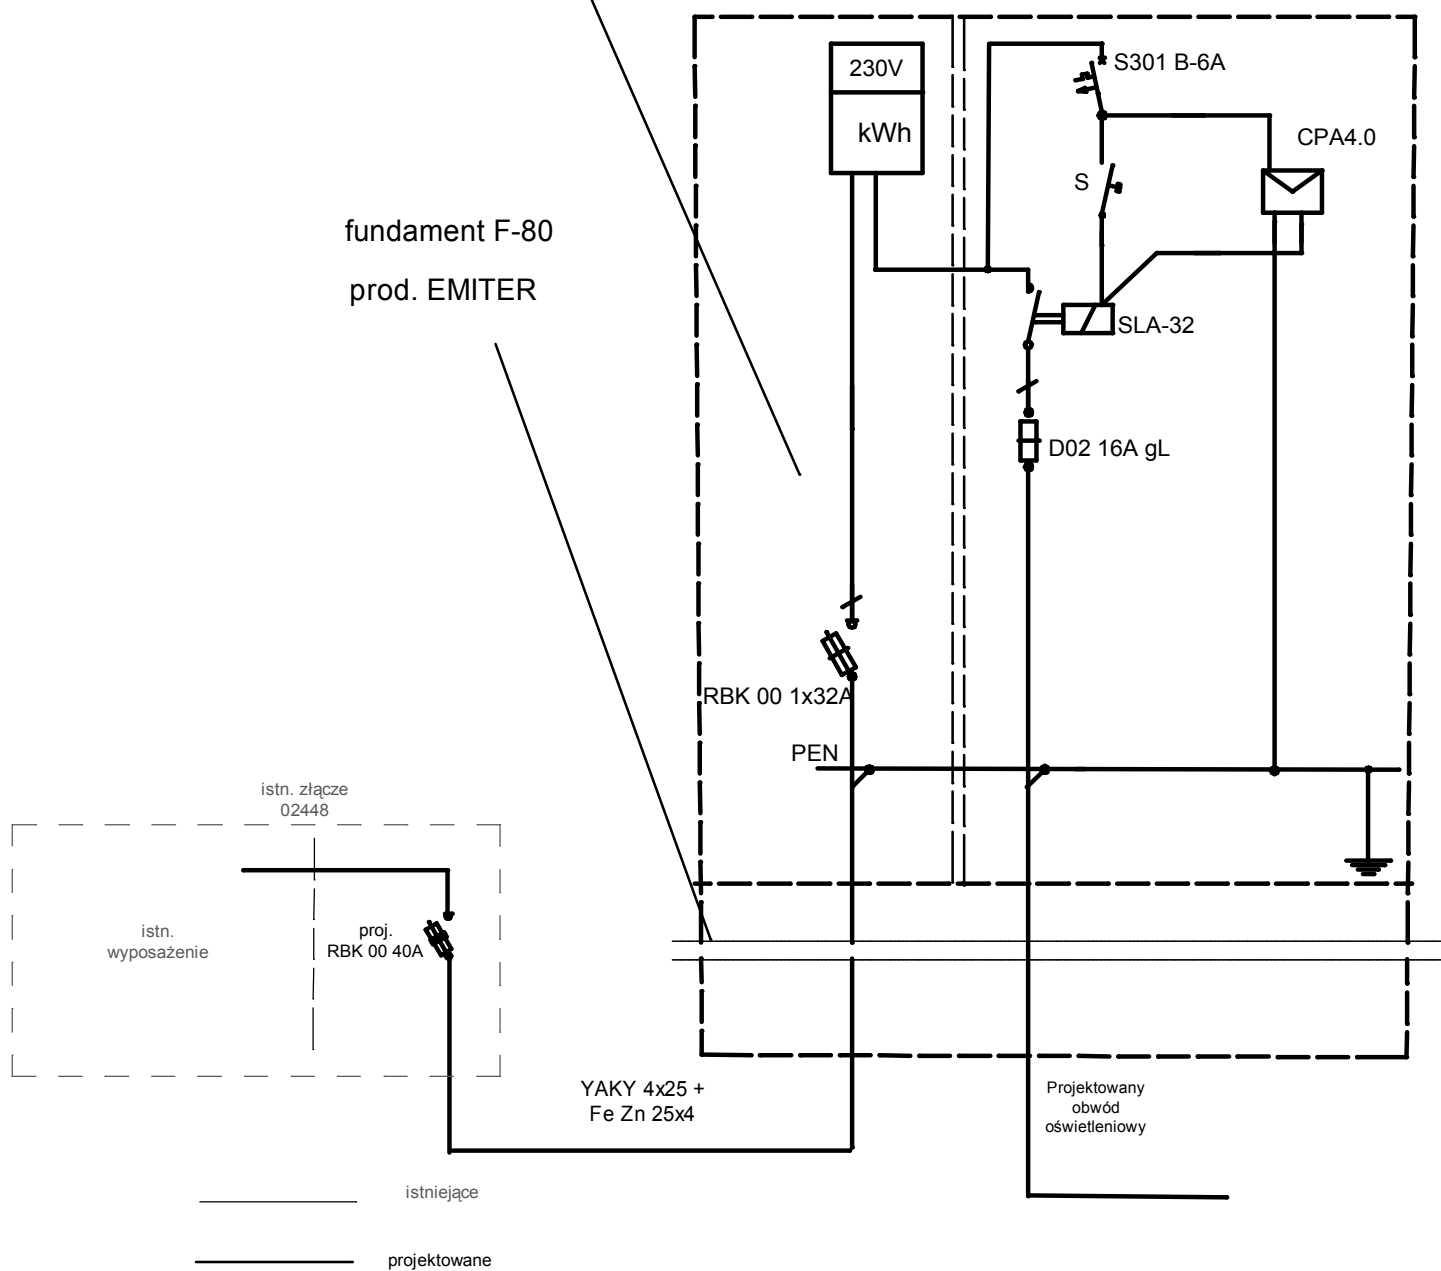 230V
kWh
S301 B-6A
CPA4.0
S
fundament F-80
prod. EMITER
SLA-32
D02 16A gL
RBK 00 1x32A
PEN
istn. złącze
02448
istn.
wyposażenie
proj.
RBK 00 40A
YAKY 4x25 +
Fe Zn 25x4
Projektowany
obwód
oświetleniowy
istniejące
projektowane